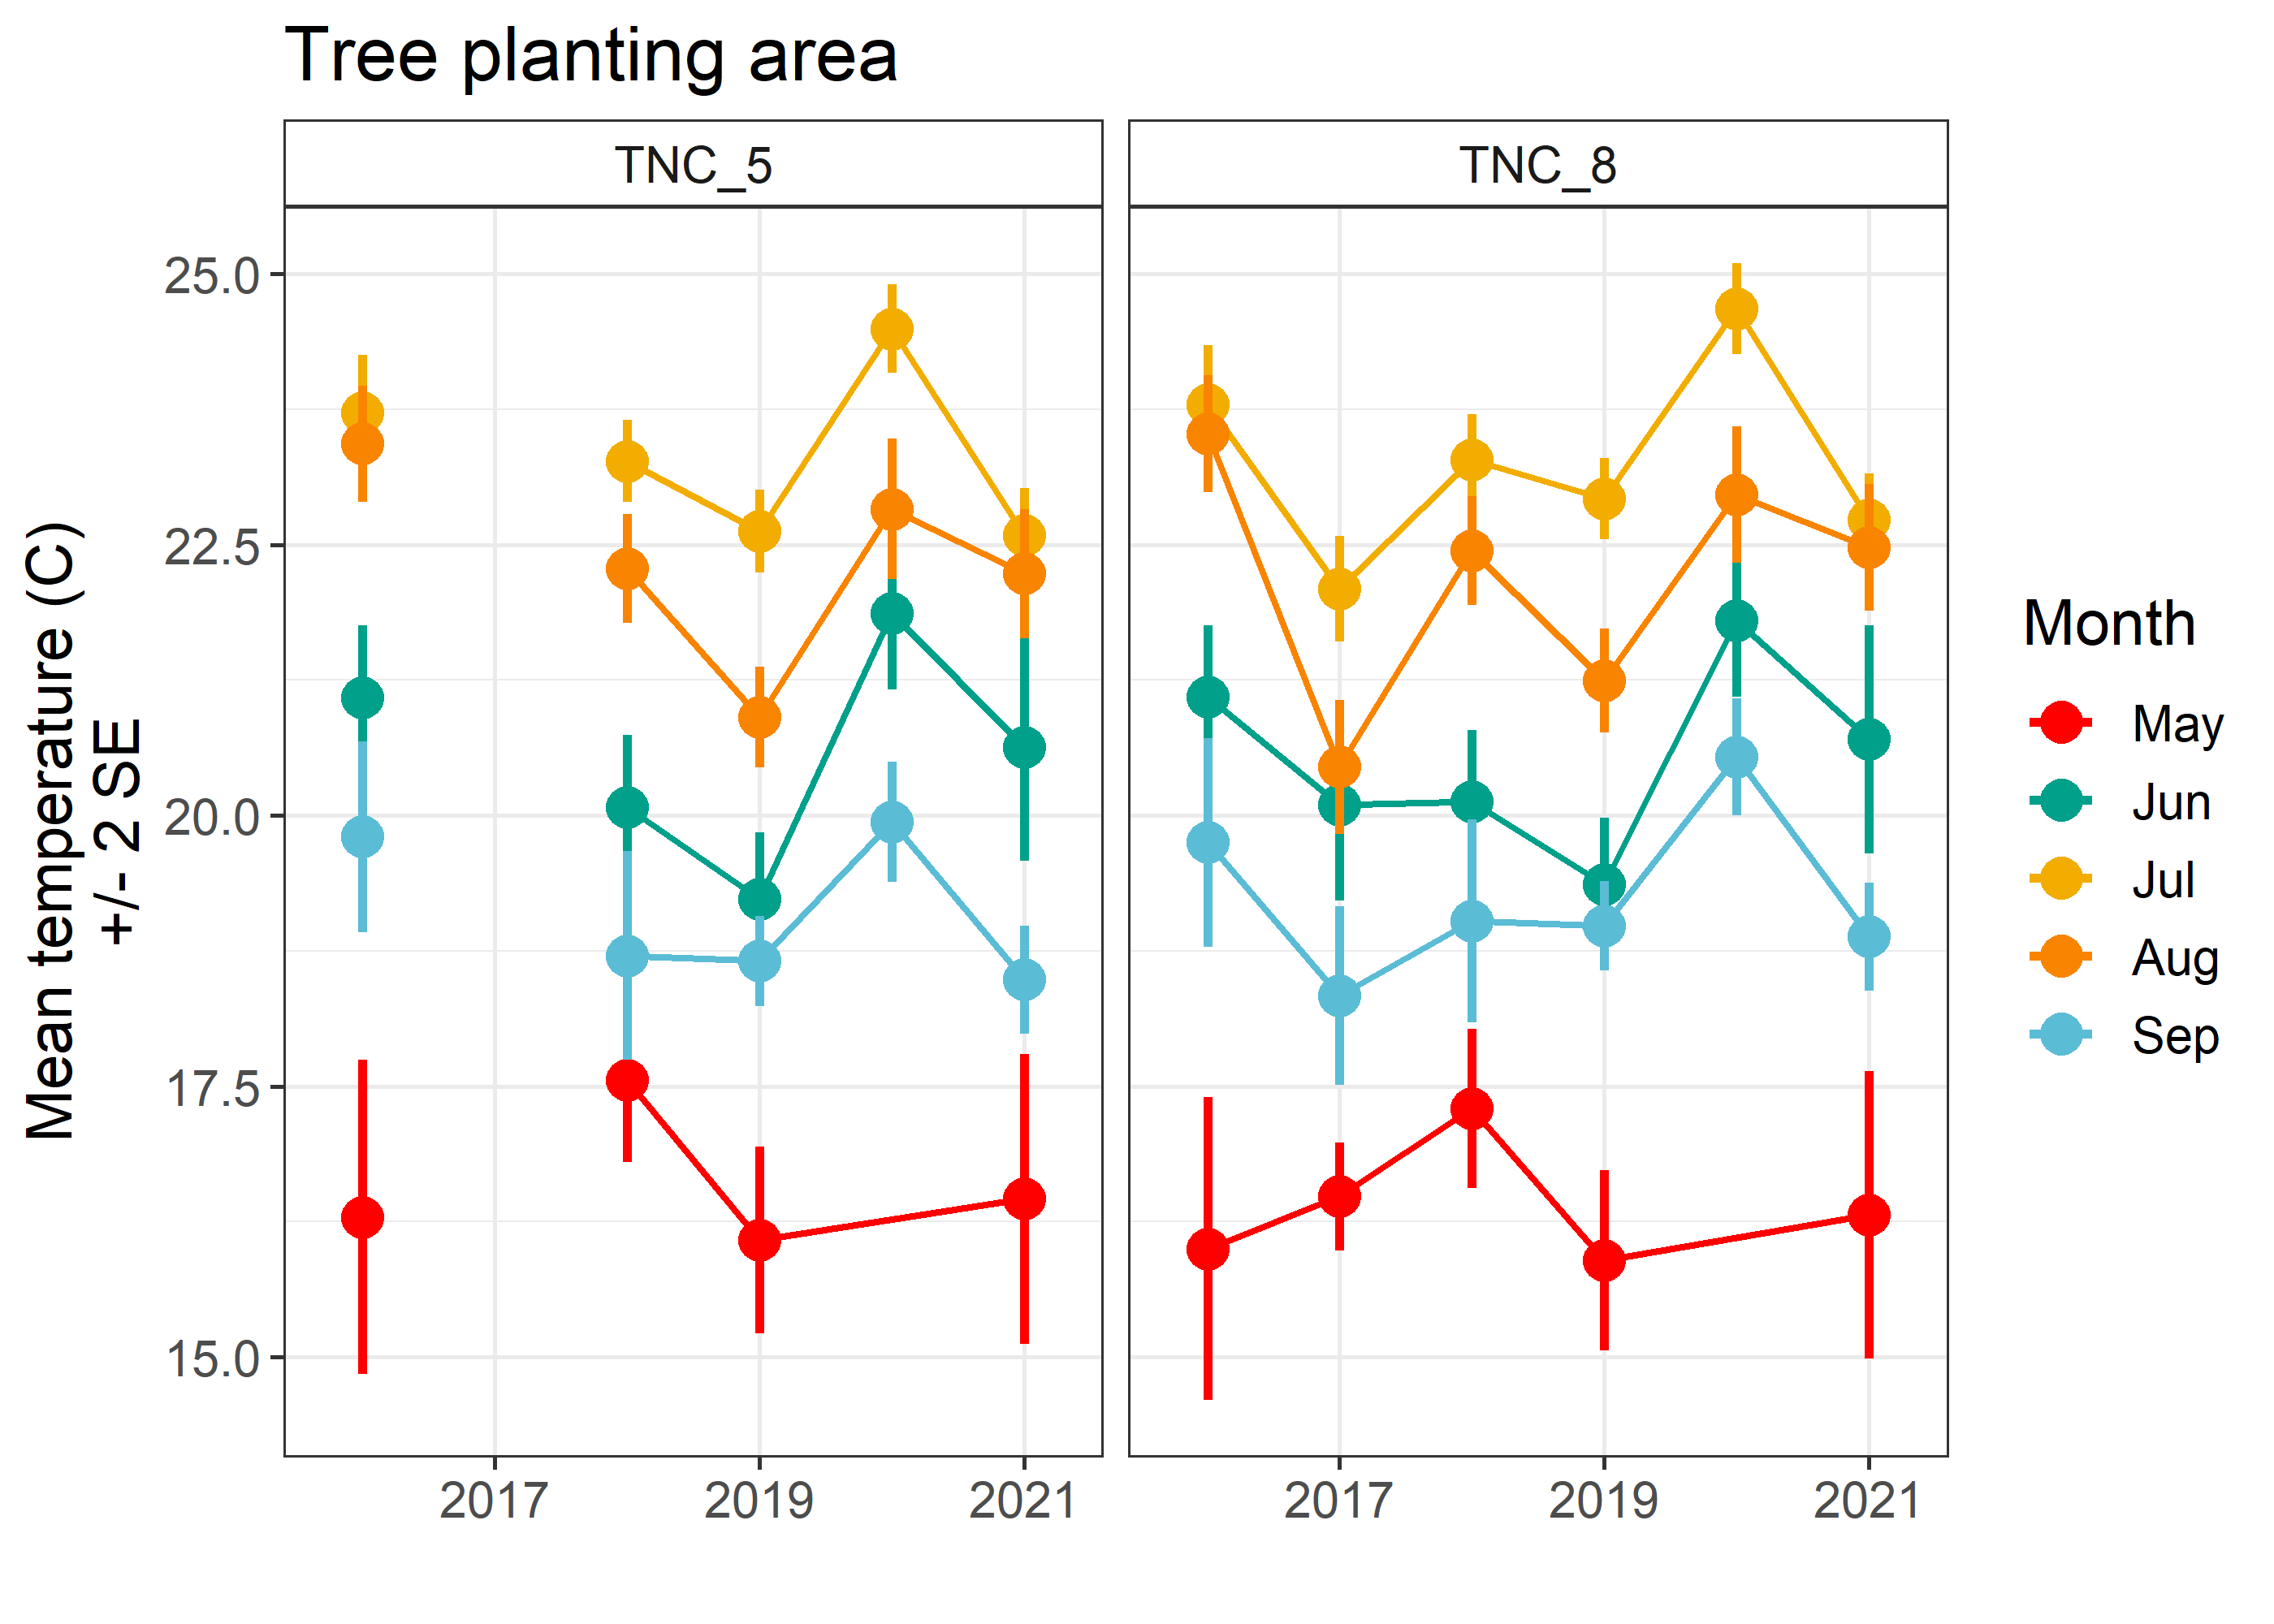 Tree planting area
TNC_5
TNC_8
25.0
22.5
20.0
17.5
15.0
Mean temperature (C)
+/- 2 SE
2017
2019
2021
2017
2019
2021
Month
May
Jun
Jul
Aug
Sep